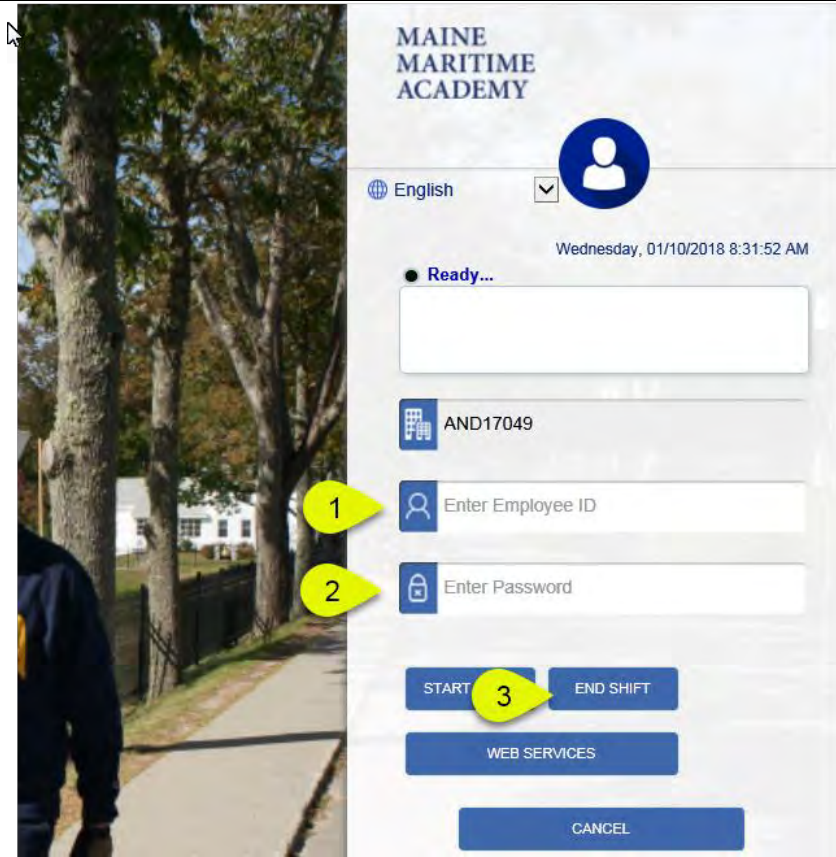 MAINE
MARITIME
ACADEMY
English
Wednesday, 01/10/2018 8:31:52 AM
Ready...
AND17049
1 Enter Employee ID
2 Enter Password
START 3 END SHIFT
WEB SERVICES
CANCEL